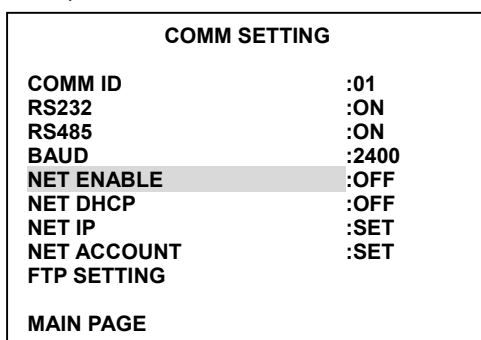 COMM SETTING
COMM ID :01
RS232 :ON
RS485 :ON
BAUD :2400
NET ENABLE :OFF
NET DHCP :OFF
NET IP :SET
NET ACCOUNT :SET
FTP SETTING
MAIN PAGE